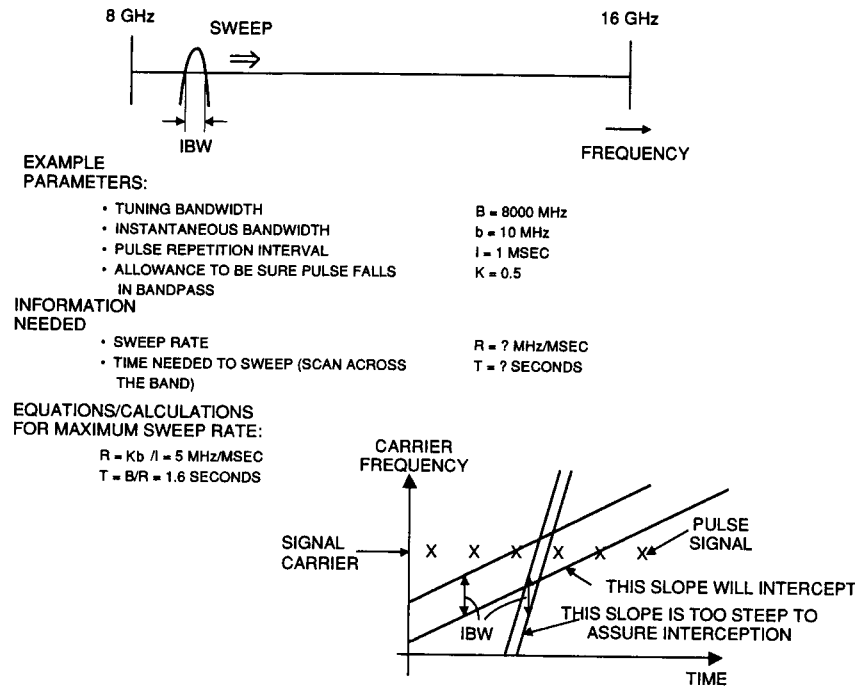 8 GHz
16 GHz
SWEEP
IBW
FREQUENCY
EXAMPLE
PARAMETERS:
• TUNING BANDWIDTH B = 8000 MHz
• INSTANTANEOUS BANDWIDTH b = 10 MHz
• PULSE REPETITION INTERVAL I = 1 MSEC
• ALLOWANCE TO BE SURE PULSE FALLS K = 0.5
IN BANDPASS
INFORMATION
NEEDED
• SWEEP RATE R = ? MHz/MSEC
• TIME NEEDED TO SWEEP (SCAN ACROSS T = ? SECONDS
THE BAND)
EQUATIONS/CALCULATIONS
FOR MAXIMUM SWEEP RATE:
R = Kb /I = 5 MHz/MSEC
T = B/R = 1.6 SECONDS
CARRIER
FREQUENCY
SIGNAL
CARRIER
X X X X X X
PULSE
SIGNAL
THIS SLOPE WILL INTERCEPT
IBW
THIS SLOPE IS TOO STEEP TO
ASSURE INTERCEPTION
TIME